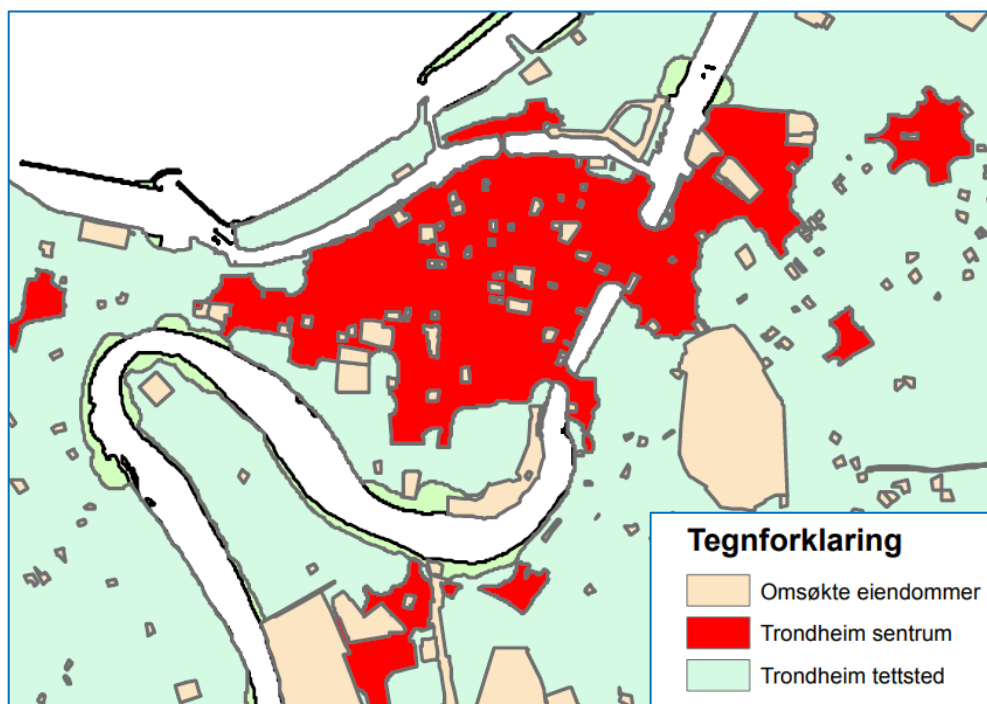 Tegnforklaring
Omsøkte eiendommer
Trondheim sentrum
Trondheim tettsted